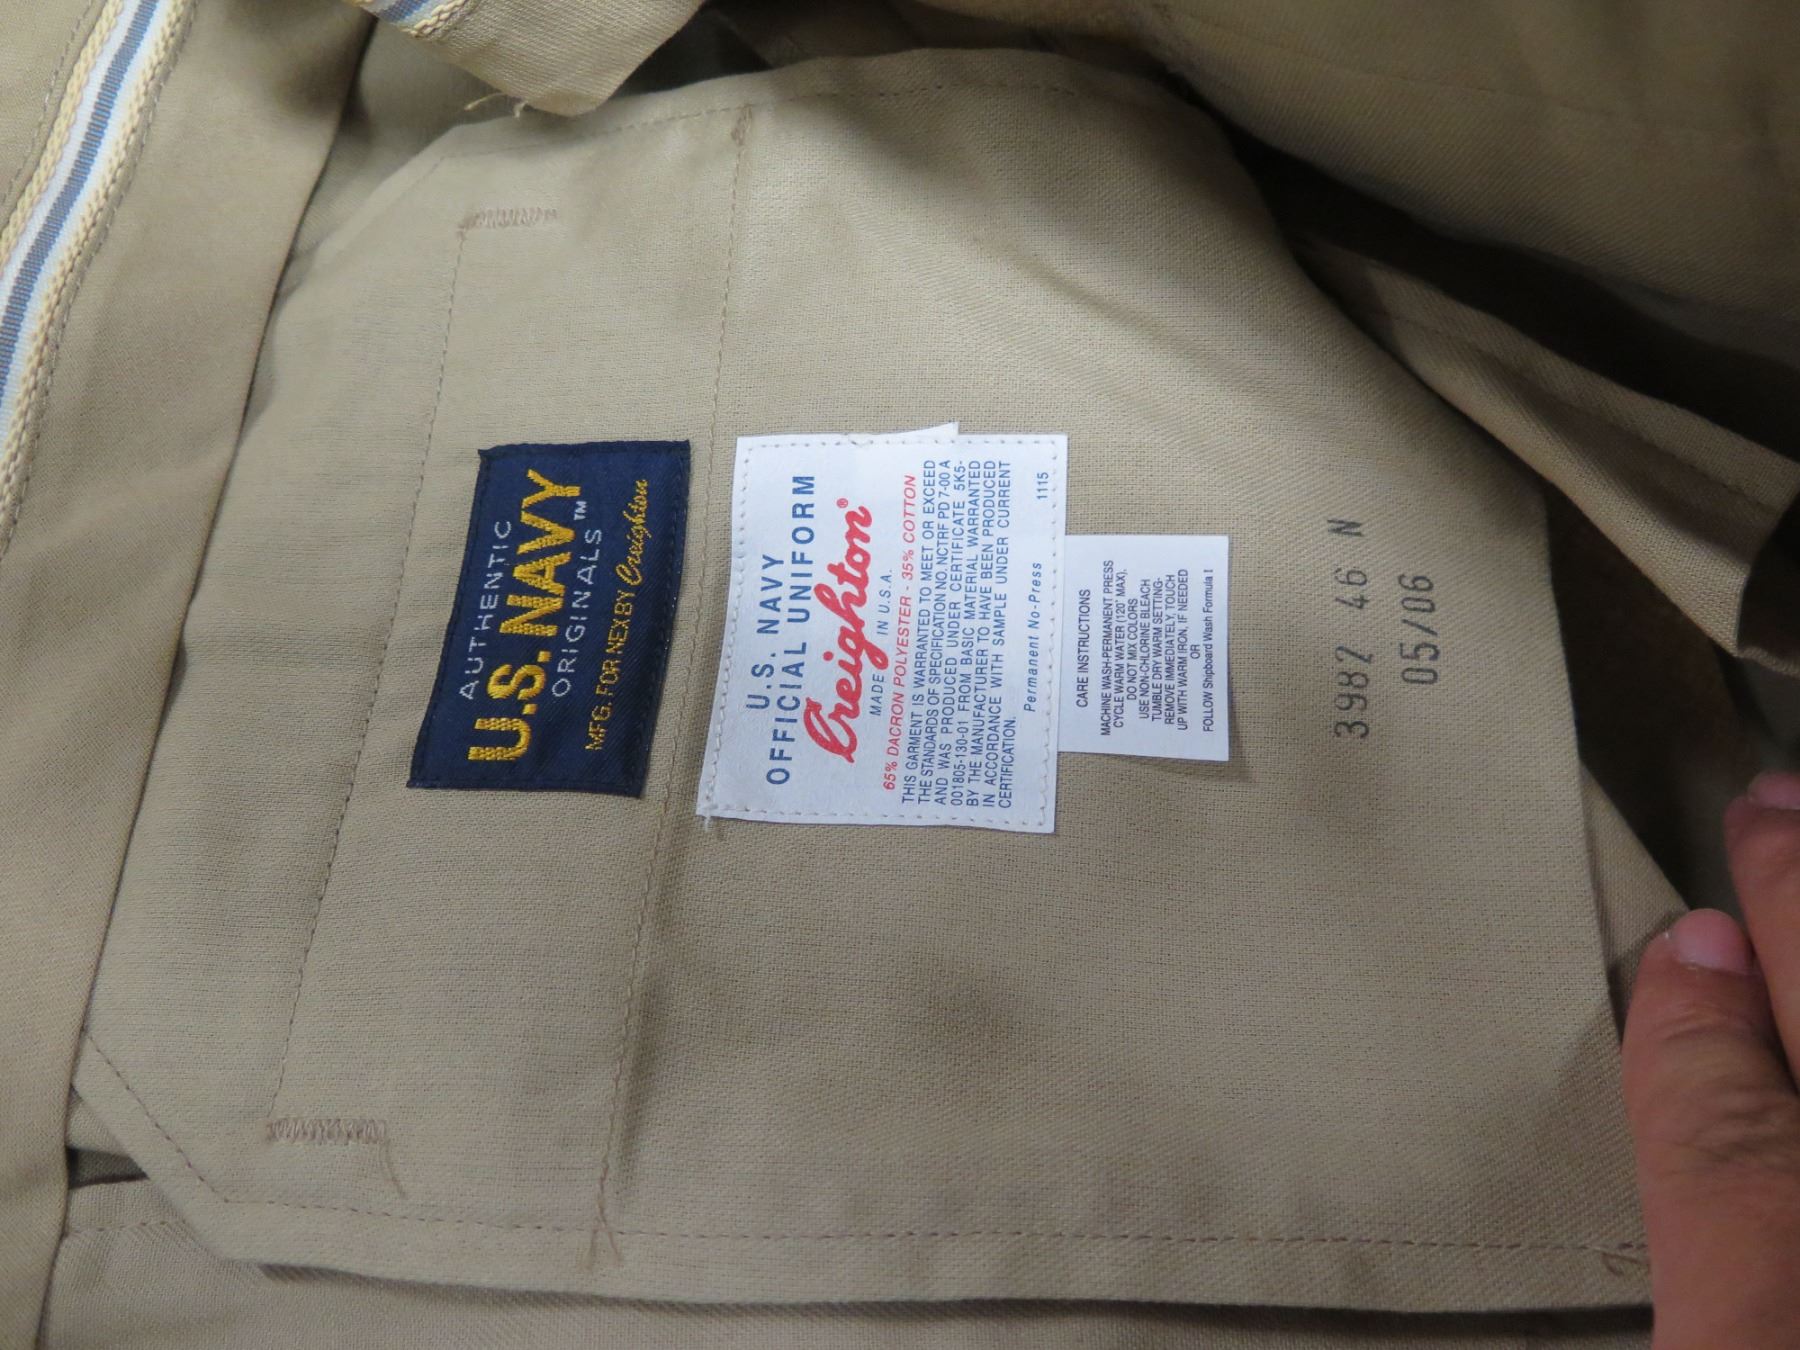 AUTHENTIC
U.S. NAVY
ORIGINALS™
MFG. FOR NEX BY Creighton
U.S. NAVY
OFFICIAL UNIFORM
Creighton®
MADE IN U.S.A.
65% DACRON POLYESTER - 35% COTTON
THIS GARMENT IS WARRANTED TO MEET OR EXCEED
THE STANDARDS OF SPECIFICATION NO. NCTRF PD 7-00 A
AND WAS PRODUCED UNDER CERTIFICATE 5K5-
001805-130-01 FROM BASIC MATERIAL WARRANTED
BY THE MANUFACTURER TO HAVE BEEN PRODUCED
IN ACCORDANCE WITH SAMPLE UNDER CURRENT
CERTIFICATION.
Permanent No-Press 1115
CARE INSTRUCTIONS
MACHINE WASH-PERMANENT PRESS
CYCLE WARM WATER (120° MAX).
DO NOT MIX COLORS
USE NON-CHLORINE BLEACH
TUMBLE DRY WARM SETTING-
REMOVE IMMEDIATELY, TOUCH
UP WITH WARM IRON, IF NEEDED
OR
FOLLOW Shipboard Wash Formula I
3982 46 N
05/06